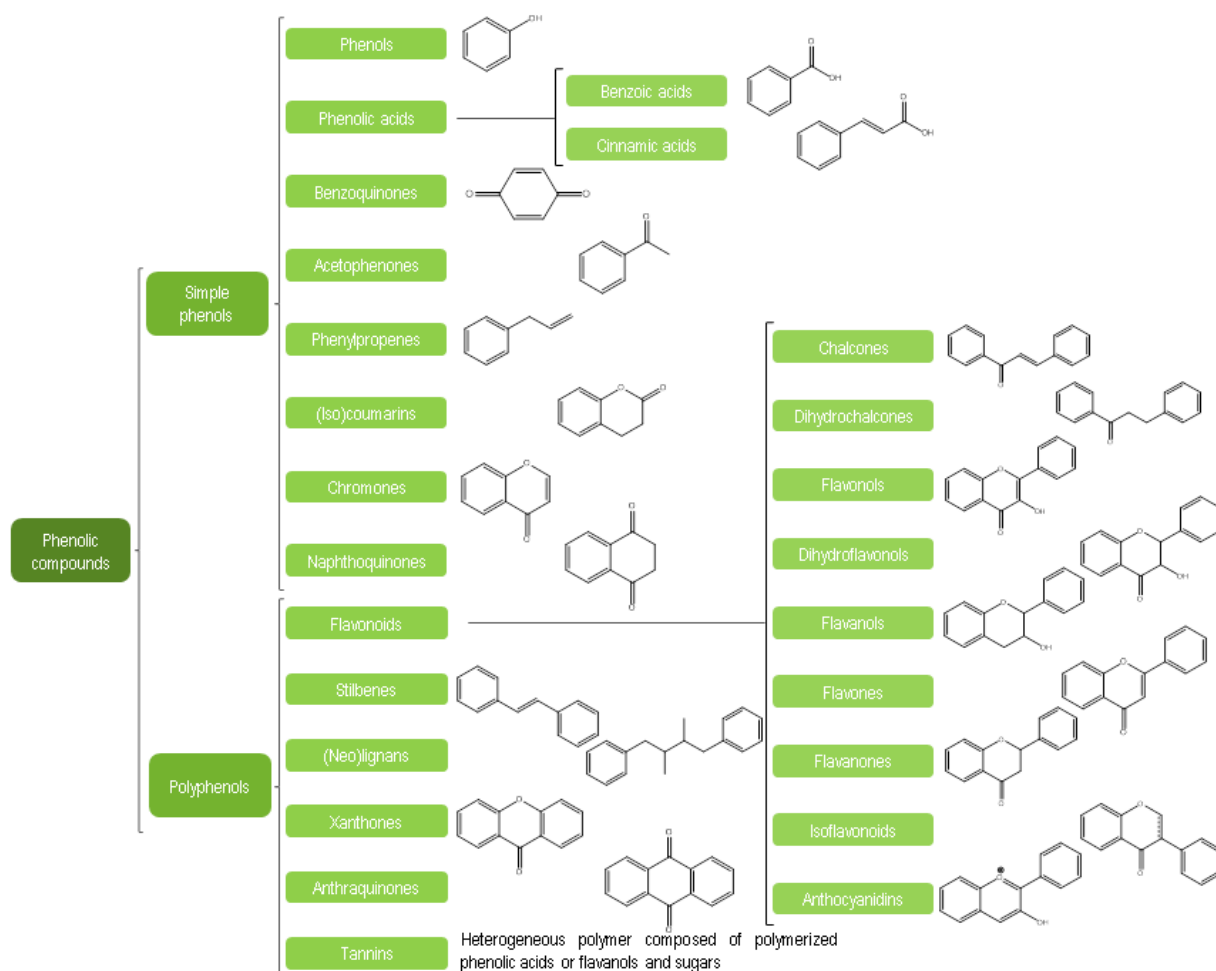 Phenolic
compounds
Simple
phenols
Phenols
OH
Phenolic acids
Benzoic acids
O
OH
Cinnamic acids
O
OH
Benzoquinones
O
O
Acetophenones
O
Phenylpropenes
(Iso)coumarins
O
O
Chromones
O
O
Naphthoquinones
O
O
Polyphenols
Flavonoids
Chalcones
O
Dihydrochalcones
O
Flavonols
O
OH
O
Dihydroflavonols
O
OH
O
Flavanols
O
OH
Flavones
O
O
Flavanones
O
O
Isoflavonoids
O
O
Anthocyanidins
O
OH
Stilbenes
(Neo)lignans
Xanthones
O
O
Anthraquinones
O
O
Tannins
Heterogeneous polymer composed of polymerized
phenolic acids or flavanols and sugars